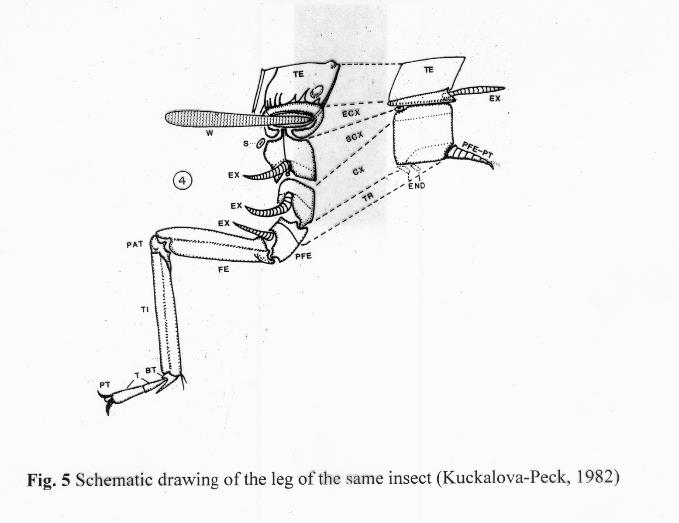 TE
TE
EX
ECX
W
SCX
S
PFE-PT
EX
CX
④
END
TR
EX
EX
PAT
PFE
FE
TI
BT
T
PT
Fig. 5 Schematic drawing of the leg of the same insect (Kuckalova-Peck, 1982)